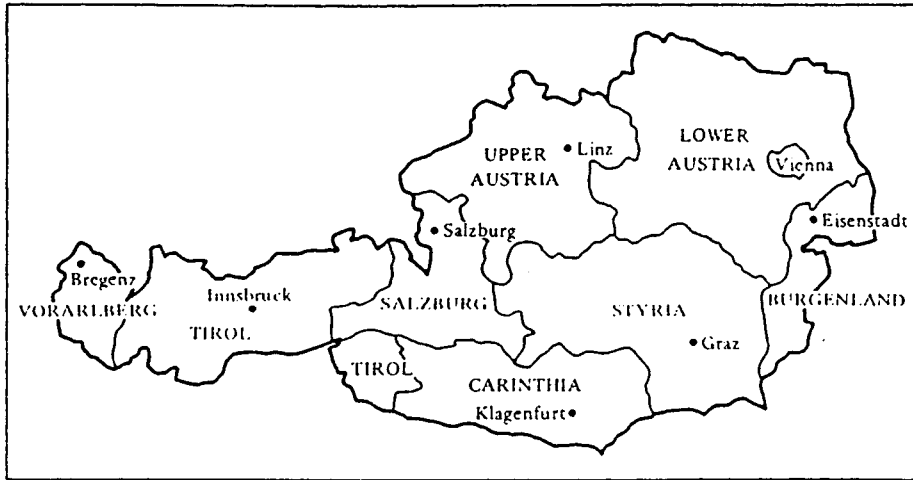 LOWER
AUSTRIA
Vienna
UPPER
AUSTRIA
Linz
Eisenstadt
Salzburg
Bregenz
VORARLBERG
Innsbruck
TIROL
SALZBURG
STYRIA
BURGENLAND
Graz
TIROL
CARINTHIA
Klagenfurt